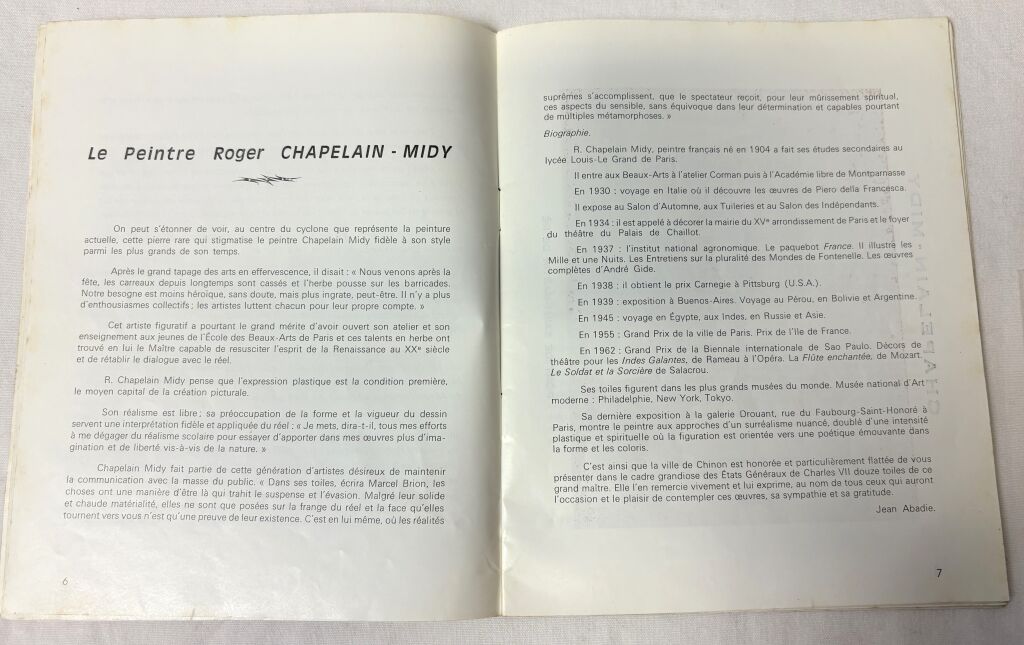 Le Peintre Roger CHAPELAIN - MIDY
On peut s'étonner de voir, au centre du cyclone que représente la peinture
actuelle, cette pierre rare qui stigmatise le peintre Chapelain Midy fidèle à son style
parmi les plus grands de son temps.
Après le grand tapage des arts en effervescence, il disait : « Nous venons après la
fête, les carreaux depuis longtemps sont cassés et l'herbe pousse sur les barricades.
Notre besogne est moins héroïque, sans doute, mais plus ingrate, peut-être. Il n'y a plus
d'enthousiasmes collectifs ; les artistes luttent chacun pour leur propre compte. »
Cet artiste figuratif a pourtant le grand mérite d'avoir ouvert son atelier et son
enseignement aux jeunes de l'École des Beaux-Arts de Paris et ces talents en herbe ont
trouvé en lui le Maître capable de resusciter l'esprit de la Renaissance au XXe siècle
et de rétablir le dialogue avec le réel.
R. Chapelain Midy pense que l'expression plastique est la condition première,
le moyen capital de la création picturale.
Son réalisme est libre ; sa préoccupation de la forme et la vigueur du dessin
servent une interprétation fidèle et appliquée du réel : « Je mets, dira-t-il, tous mes efforts
à me dégager du réalisme scolaire pour essayer d'apporter dans mes œuvres plus d'ima-
gination et de liberté vis-à-vis de la nature. »
Chapelain Midy fait partie de cette génération d'artistes désireux de maintenir
la communication avec la masse du public. « Dans ses toiles, écrira Marcel Brion, les
choses ont une manière d'être là qui trahit le suspense et l'évasion. Malgré leur solide
et chaude matérialité, elles ne sont que posées sur la frange du réel et la face qu'elles
tournent vers vous n'est qu'une preuve de leur existence. C'est en lui même, où les réalités
6
suprêmes s'accomplissent, que le spectateur reçoit, pour leur mûrissement spirituel,
ces aspects du sensible, sans équivoque dans leur détermination et capables pourtant
de multiples métamorphoses. »
Biographie.
R. Chapelain Midy, peintre français né en 1904 a fait ses études secondaires au
lycée Louis-Le Grand de Paris.
Il entre aux Beaux-Arts à l'atelier Corman puis à l'Académie libre de Montparnasse
En 1930 : voyage en Italie où il découvre les œuvres de Piero della Francesca.
Il expose au Salon d'Automne, aux Tuileries et au Salon des Indépendants.
En 1934 : il est appelé à décorer la mairie du XVe arrondissement de Paris et le foyer
du théâtre du Palais de Chaillot.
En 1937 : l'institut national agronomique. Le paquebot France. Il illustre les
Mille et une Nuits. Les Entretiens sur la pluralité des Mondes de Fontenelle. Les œuvres
complètes d'André Gide.
En 1938 : il obtient le prix Carnegie à Pittsburg (U.S.A.).
En 1939 : exposition à Buenos-Aires. Voyage au Pérou, en Bolivie et Argentine.
En 1945 : voyage en Égypte, aux Indes, en Russie et Asie.
En 1955 : Grand Prix de la ville de Paris. Prix de l'Ile de France.
En 1962 : Grand Prix de la Biennale internationale de Sao Paulo. Décors de
théâtre pour les Indes Galantes, de Rameau à l'Opéra. La Flûte enchantée, de Mozart.
Le Soldat et la Sorcière de Salacrou.
Ses toiles figurent dans les plus grands musées du monde. Musée national d'Art
moderne : Philadelphie, New York, Tokyo.
Sa dernière exposition à la galerie Drouant, rue du Faubourg-Saint-Honoré à
Paris, montre le peintre aux approches d'un surréalisme nuancé, doublé d'une intensité
plastique et spirituelle où la figuration est orientée vers une poétique émouvante dans
la forme et les coloris.
C'est ainsi que la ville de Chinon est honorée et particulièrement flattée de vous
présenter dans le cadre grandiose des États Généraux de Charles VII douze toiles de ce
grand maître. Elle l'en remercie vivement et lui exprime, au nom de tous ceux qui auront
l'occasion et le plaisir de contempler ces œuvres, sa sympathie et sa gratitude.
Jean Abadie.
7